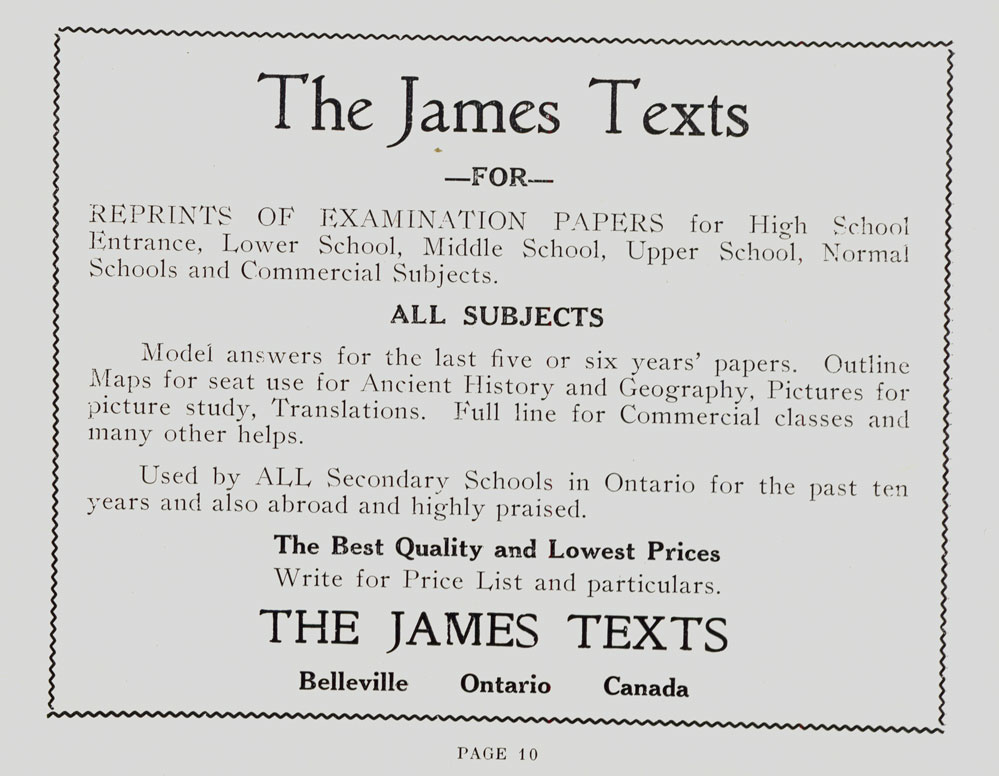 The James Texts
—FOR—
REPRINTS OF EXAMINATION PAPERS for High School
Entrance, Lower School, Middle School, Upper School, Normal
Schools and Commercial Subjects.
ALL SUBJECTS
Model answers for the last five or six years' papers. Outline
Maps for seat use for Ancient History and Geography, Pictures for
picture study, Translations. Full line for Commercial classes and
many other helps.
Used by ALL Secondary Schools in Ontario for the past ten
years and also abroad and highly praised.
The Best Quality and Lowest Prices
Write for Price List and particulars.
THE JAMES TEXTS
Belleville Ontario Canada
PAGE 10